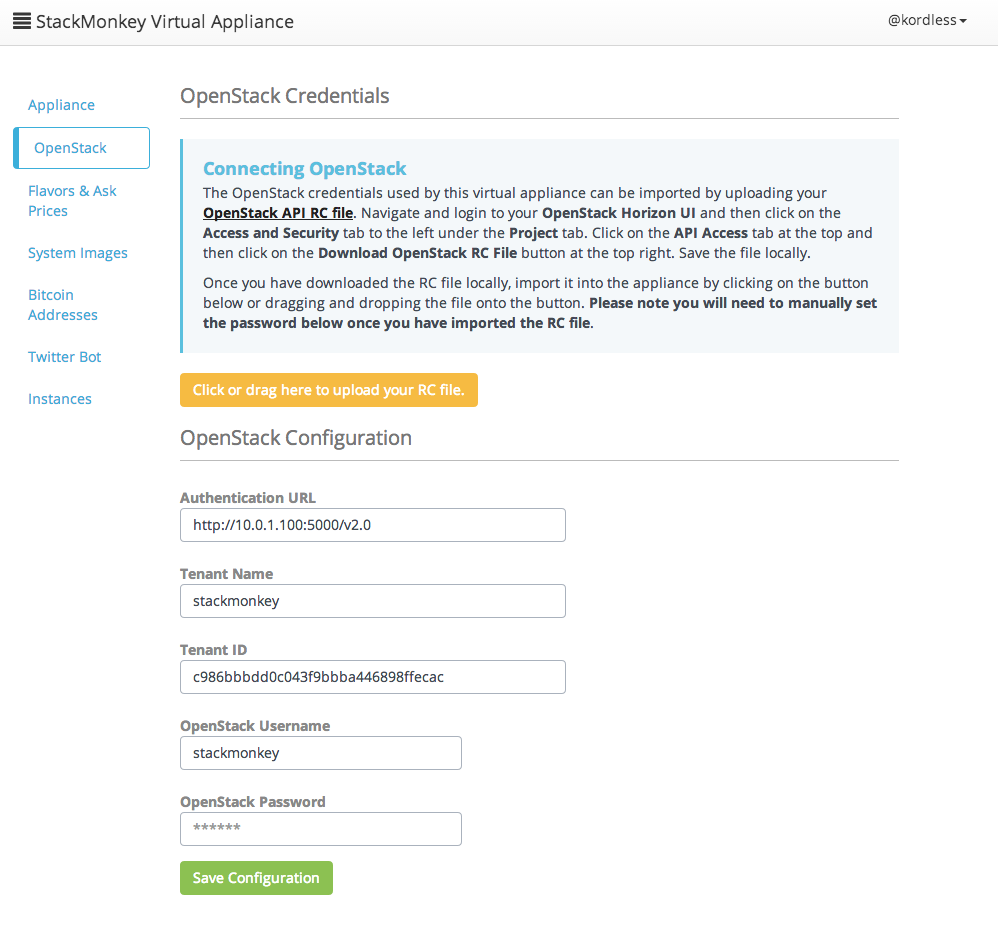 StackMonkey Virtual Appliance
@kordless
Appliance
OpenStack
Flavors & Ask
Prices
System Images
Bitcoin
Addresses
Twitter Bot
Instances
OpenStack Credentials
Connecting OpenStack
The OpenStack credentials used by this virtual appliance can be imported by uploading your
OpenStack API RC file. Navigate and login to your OpenStack Horizon UI and then click on the
Access and Security tab to the left under the Project tab. Click on the API Access tab at the top and
then click on the Download OpenStack RC File button at the top right. Save the file locally.
Once you have downloaded the RC file locally, import it into the appliance by clicking on the button
below or dragging and dropping the file onto the button. Please note you will need to manually set
the password below once you have imported the RC file.
Click or drag here to upload your RC file.
OpenStack Configuration
Authentication URL
http://10.0.1.100:5000/v2.0
Tenant Name
stackmonkey
Tenant ID
c986bbbdd0c043f9bbba446898ffecac
OpenStack Username
stackmonkey
OpenStack Password
******
Save Configuration